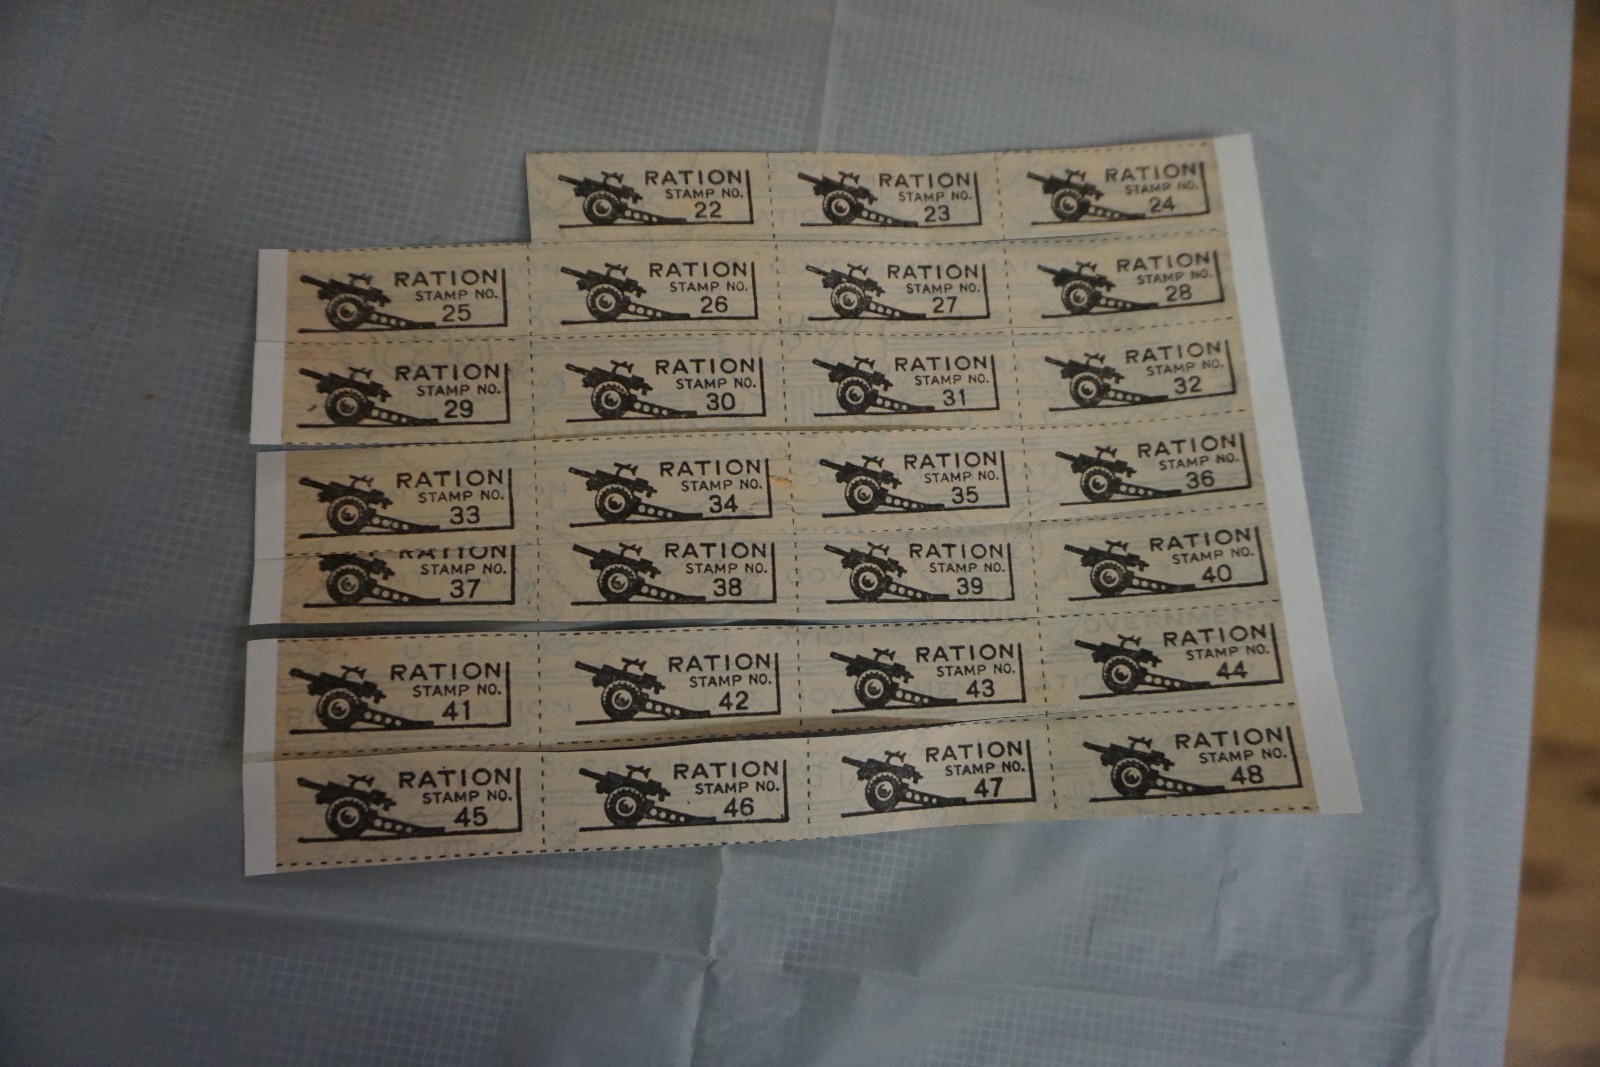 RATION
STAMP NO.
22
RATION
STAMP NO.
23
RATION
STAMP NO.
24
RATION
STAMP NO.
25
RATION
STAMP NO.
26
RATION
STAMP NO.
27
RATION
STAMP NO.
28
RATION
STAMP NO.
29
RATION
STAMP NO.
30
RATION
STAMP NO.
31
RATION
STAMP NO.
32
RATION
STAMP NO.
33
RATION
STAMP NO.
34
RATION
STAMP NO.
35
RATION
STAMP NO.
36
RATION
STAMP NO.
37
RATION
STAMP NO.
38
RATION
STAMP NO.
39
RATION
STAMP NO.
40
RATION
STAMP NO.
41
RATION
STAMP NO.
42
RATION
STAMP NO.
43
RATION
STAMP NO.
44
RATION
STAMP NO.
45
RATION
STAMP NO.
46
RATION
STAMP NO.
47
RATION
STAMP NO.
48